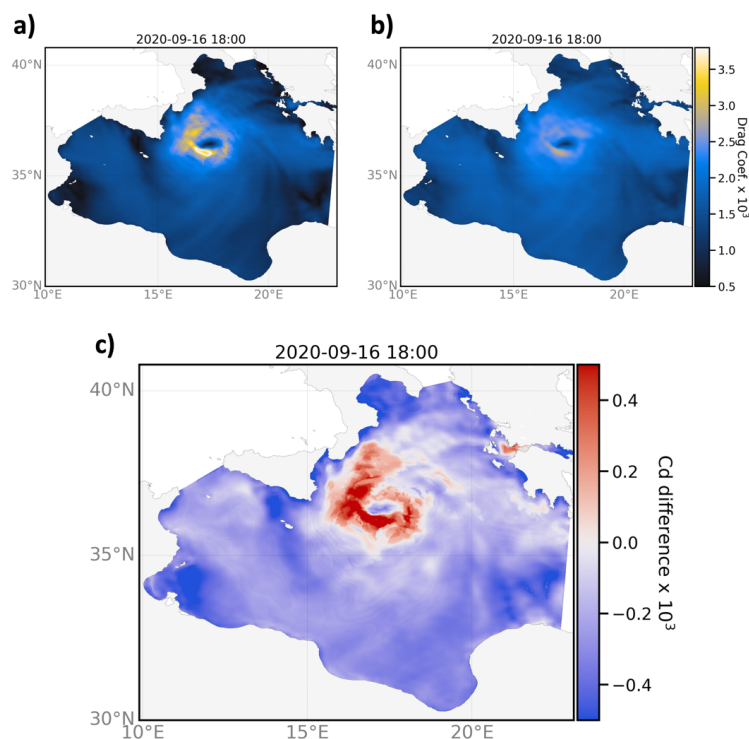 a)
2020-09-16 18:00
40°N
35°N
30°N
10°E
15°E
20°E
b)
2020-09-16 18:00
40°N
35°N
30°N
10°E
15°E
20°E
3.5
3.0
2.5
2.0
1.5
1.0
0.5
Drag Coef. x 10³
c)
2020-09-16 18:00
40°N
35°N
30°N
10°E
15°E
20°E
0.4
0.2
0.0
−0.2
−0.4
Cd difference x 10³